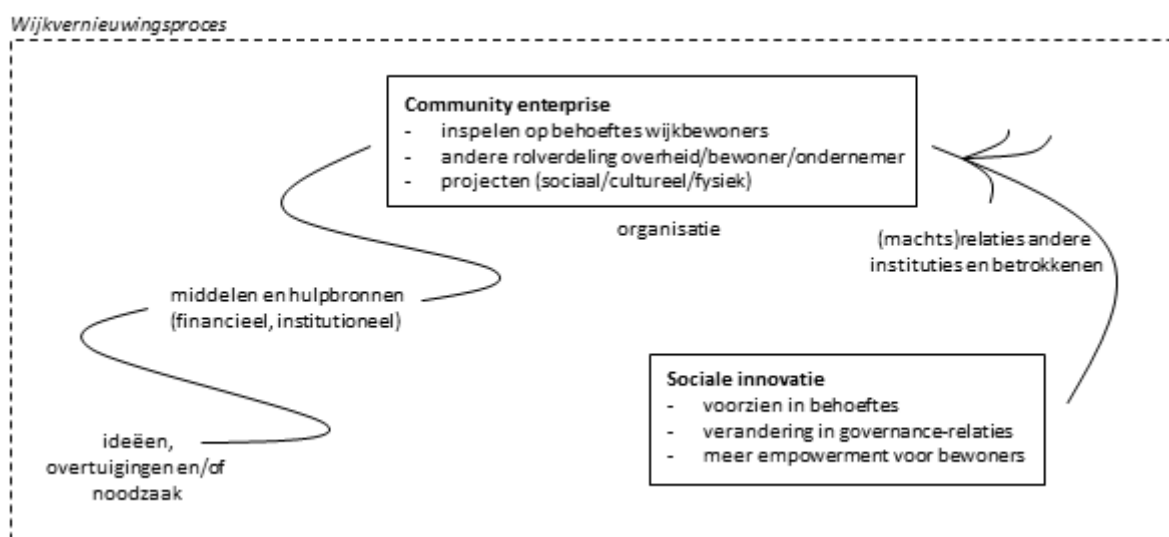 Wijkvernieuwingsproces
Community enterprise
- inspelen op behoeftes wijkbewoners
- andere rolverdeling overheid/bewoner/ondernemer
- projecten (sociaal/cultureel/fysiek)
organisatie
(machts)relaties andere
instituties en betrokkenen
middelen en hulpbronnen
(financieel, institutioneel)
Sociale innovatie
- voorzien in behoeftes
- verandering in governance-relaties
- meer empowerment voor bewoners
ideëen,
overtuigingen en/of
noodzaak